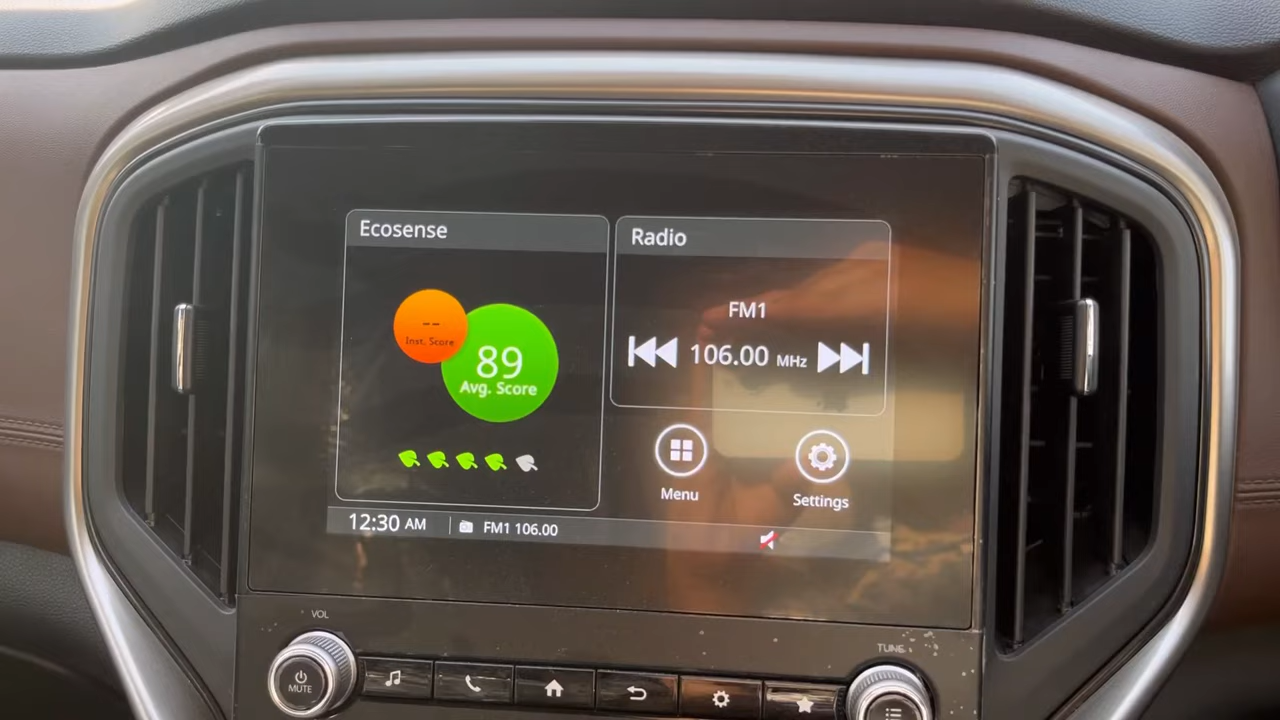 Ecosense
--
Inst. Score
89
Avg. Score
Radio
FM1
106.00 MHz
Menu
Settings
12:30 AM
FM1 106.00
VOL
TUNE
MUTE